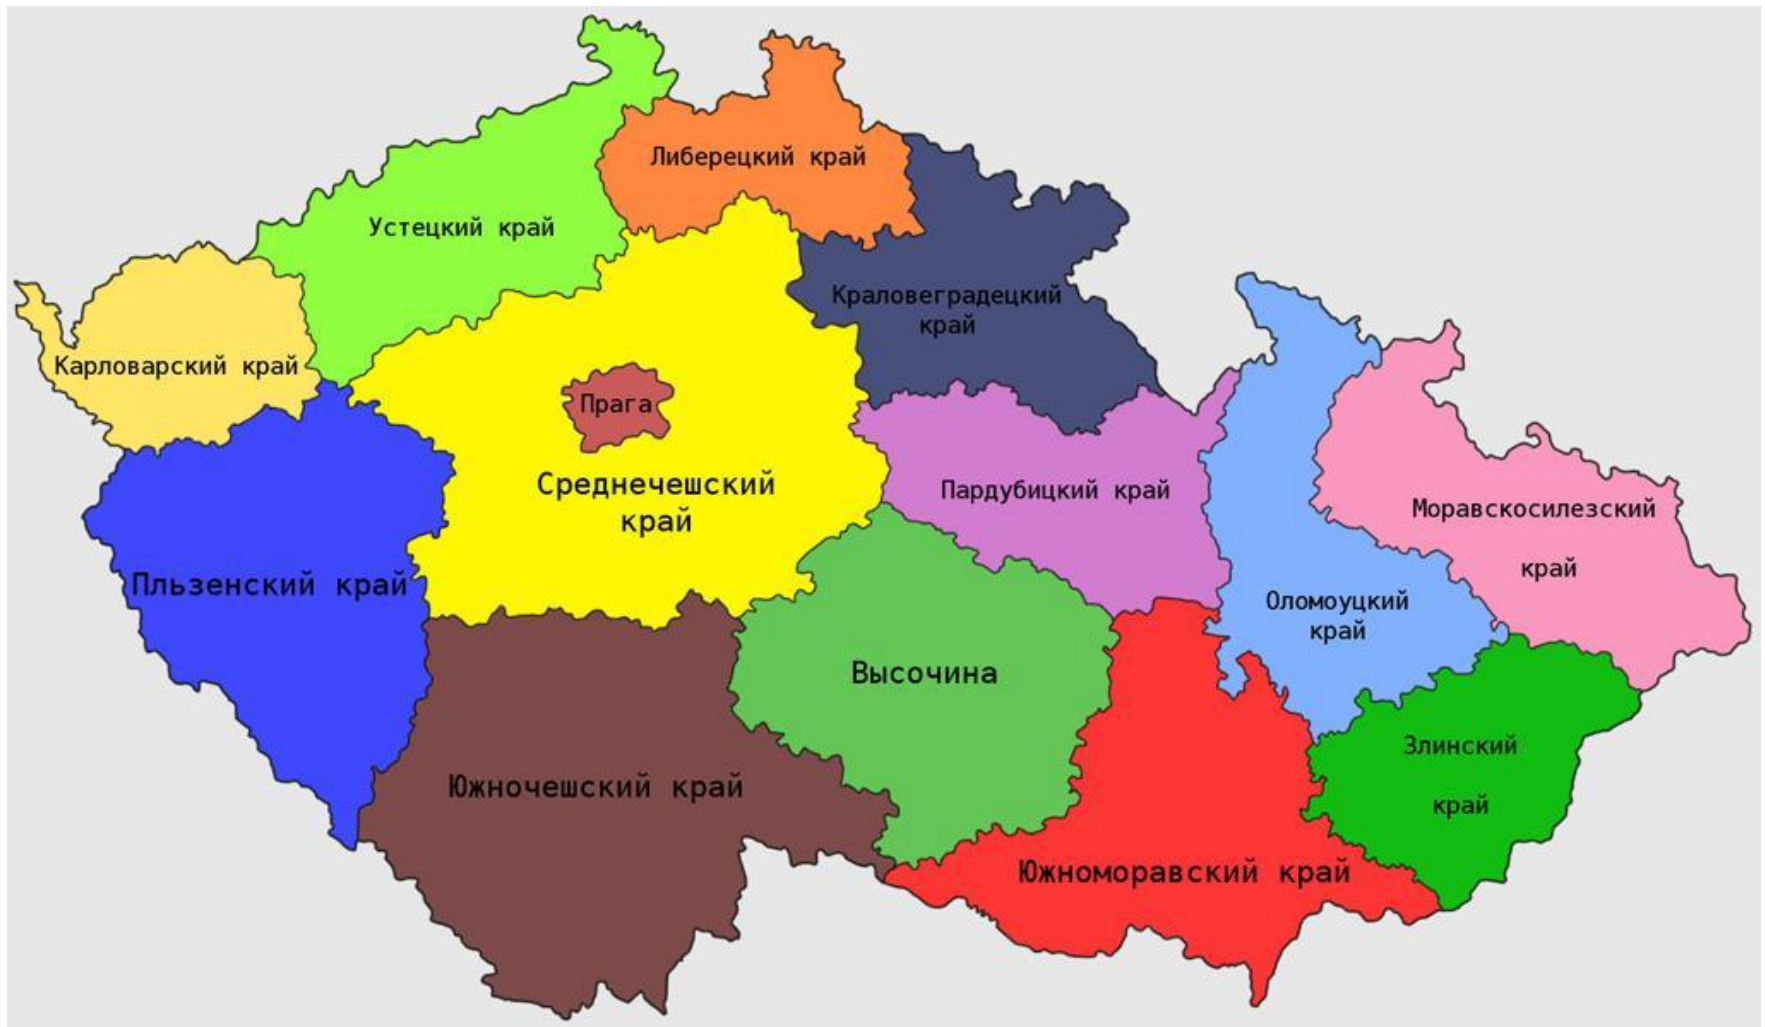 Либерецкий край
Устецкий край
Краловеградецкий
край
Карловарский край
Прага
Среднечешский
край
Пардубицкий край
Моравскосилезский
край
Пльзенский край
Оломоуцкий
край
Высочина
Злинский
край
Южночешский край
Южноморавский край